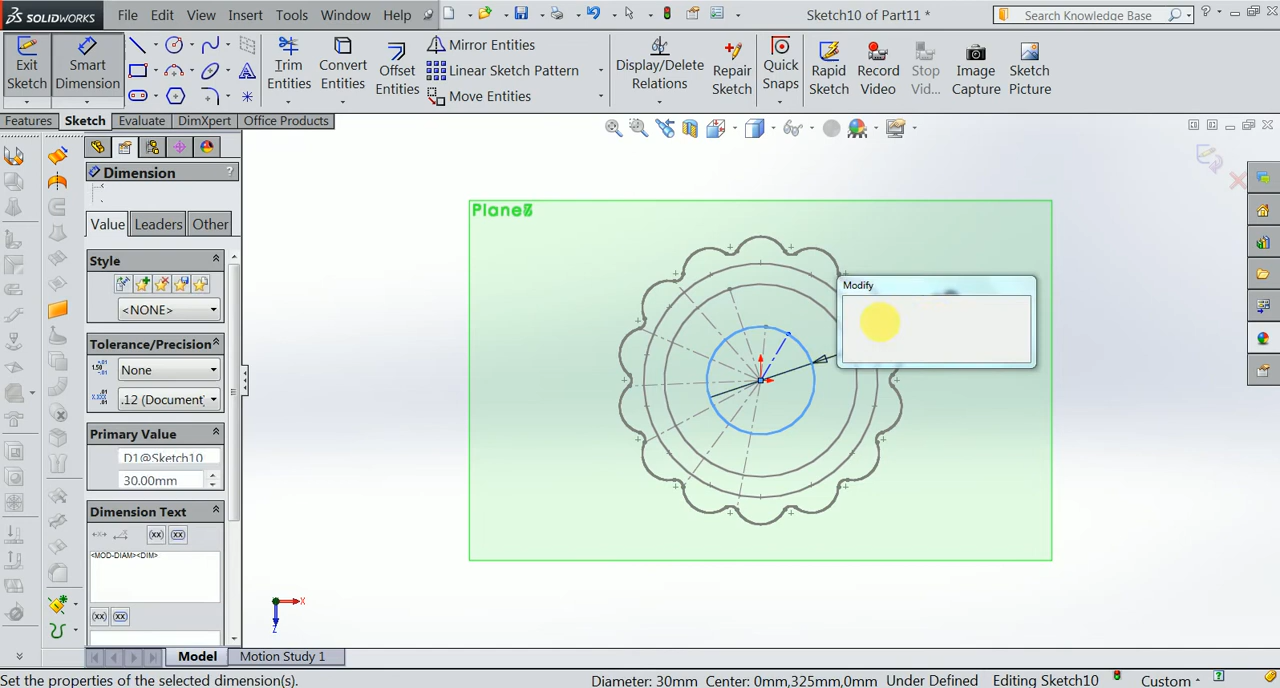 SOLIDWORKS File Edit View Insert Tools Window Help Sketch10 of Part11 * Search Knowledge Base
Exit Sketch
Smart Dimension
Trim Entities
Convert Entities
Offset Entities
Mirror Entities
Linear Sketch Pattern
Move Entities
Display/Delete Relations
Repair Sketch
Quick Snaps
Rapid Sketch
Record Video
Stop Vid...
Image Capture
Sketch Picture
Features Sketch Evaluate DimXpert Office Products
Dimension ?
Value Leaders Other
Style
<NONE>
Tolerance/Precision
None
.12 (Document)
Primary Value
D1@Sketch10
30.00mm
Dimension Text
<MOD-DIAM><DIM>
(xx) (xx)
Modify
X
Z
Model Motion Study 1
Set the properties of the selected dimension(s). Diameter: 30mm Center: 0mm,325mm,0mm Under Defined Editing Sketch10 Custom